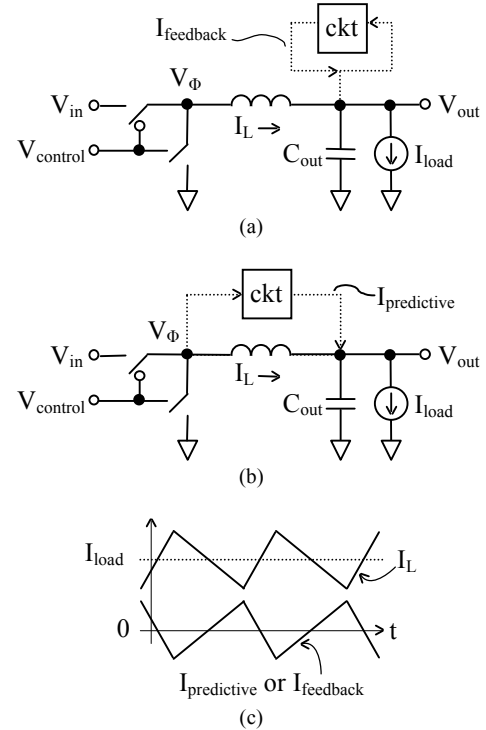 I_feedback
ckt
V_Φ
V_in
V_out
I_L
V_control
C_out
I_load
(a)
ckt
I_predictive
V_Φ
V_in
V_out
I_L
V_control
C_out
I_load
(b)
I_load
I_L
0
t
I_predictive or I_feedback
(c)